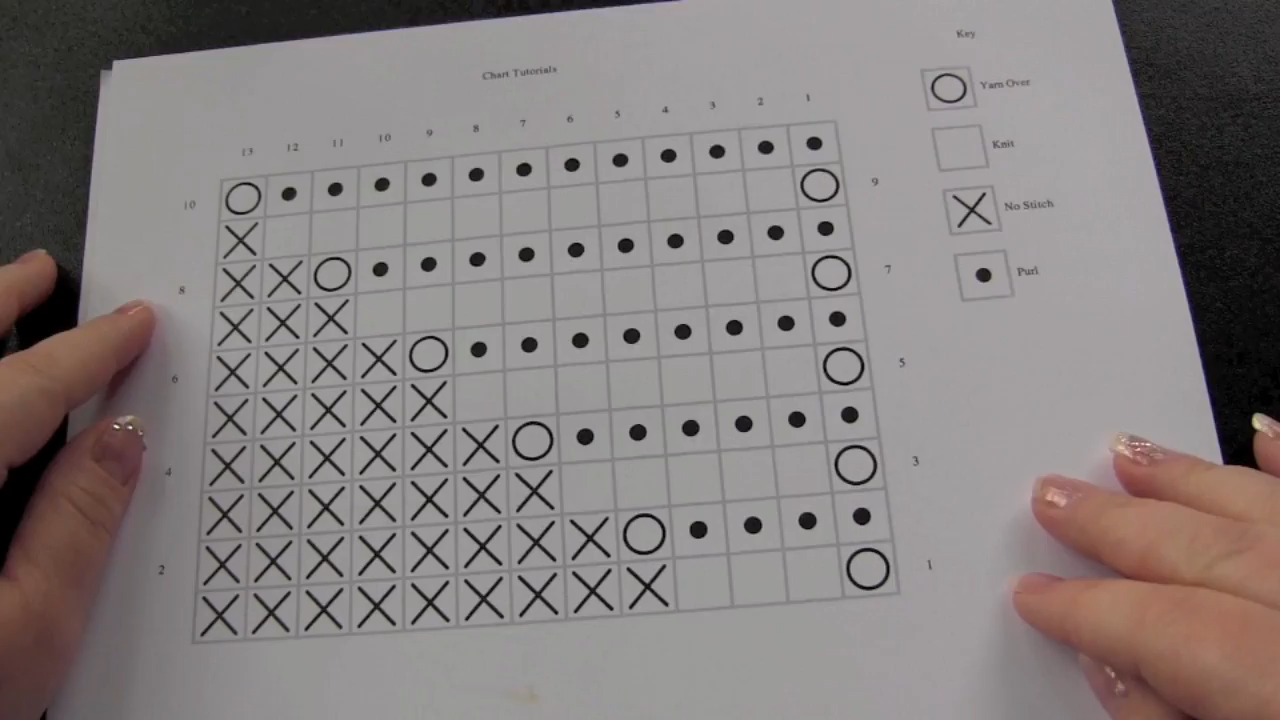 Chart Tutorials
Key
13 12 11 10 9 8 7 6 5 4 3 2 1
Yarn Over
Knit
No Stitch
Purl
10
9
8
7
6
5
4
3
2
1